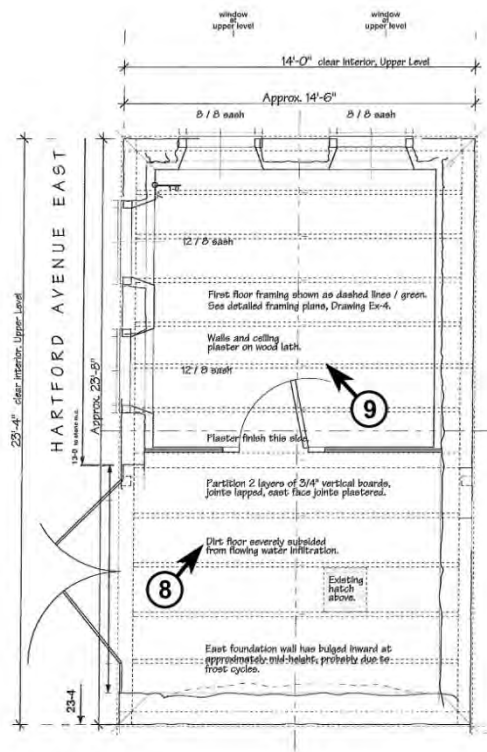 window
at
upper level
window
at
upper level
14'-0" clear interior, Upper Level
Approx. 14'-6"
8 / 8 sash
8 / 8 sash
HARTFORD AVENUE EAST
23'-4" clear interior, Upper Level
Approx. 23'-8"
12 / 8 sash
First floor framing shown as dashed lines / green.
See detailed framing plans, Drawing Ex-4.
Walls and ceiling
plaster on wood lath.
12 / 8 sash
9
Plaster finish this side.
Partition 2 layers of 3/4" vertical boards,
joints lapped, east face joints plastered.
Dirt floor severely subsided
from flowing water infiltration.
8
Existing
hatch
above.
East foundation wall has bulged inward at
approximately mid-height, probably due to
frost cycles.
23-4